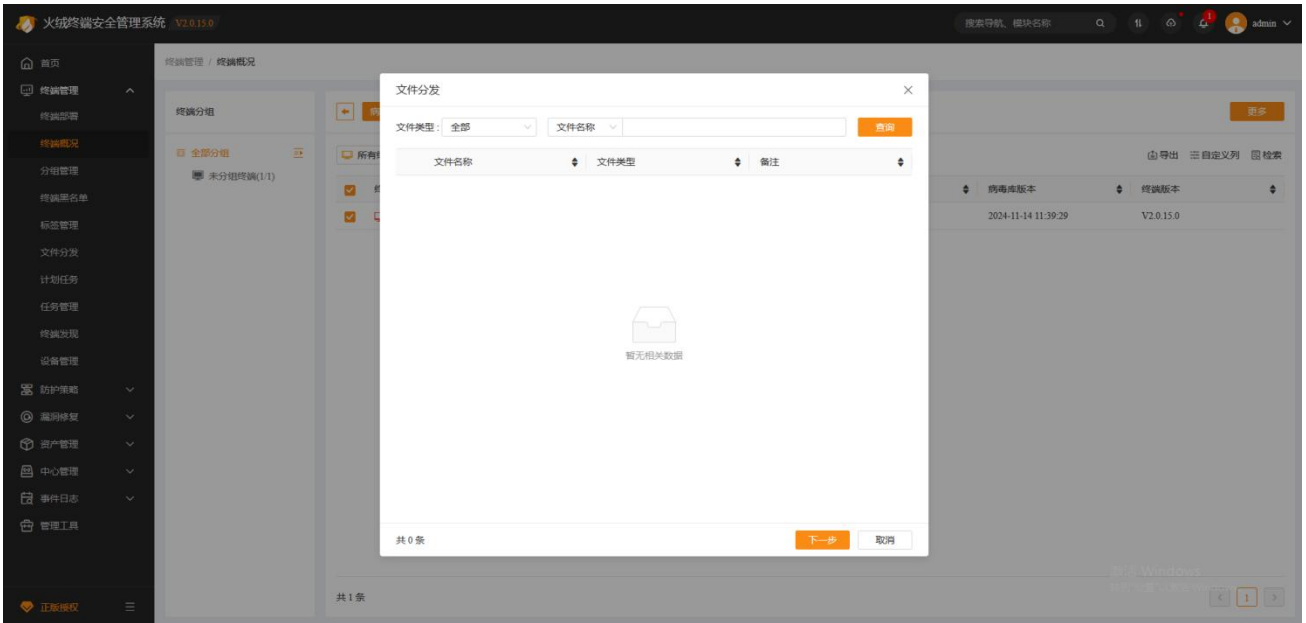 火绒终端安全管理系统 V2.0.15.0 搜索导航、模块名称 1 admin
首页 终端管理 / 终端概况
终端管理
终端部署
终端概况
分组管理
终端黑名单
标签管理
文件分发
计划任务
任务管理
终端发现
设备管理
防护策略
漏洞修复
资产管理
中心管理
事件日志
管理工具
正版授权
终端分组
全部分组
未分组终端(1/1)
更多
所有终
导出 自定义列 检索
病毒库版本 终端版本
2024-11-14 11:39:29 V2.0.15.0
文件分发
文件类型: 全部 文件名称 查询
文件名称 文件类型 备注
暂无相关数据
共 0 条 下一步 取消
激活 Windows
共 1 条 1